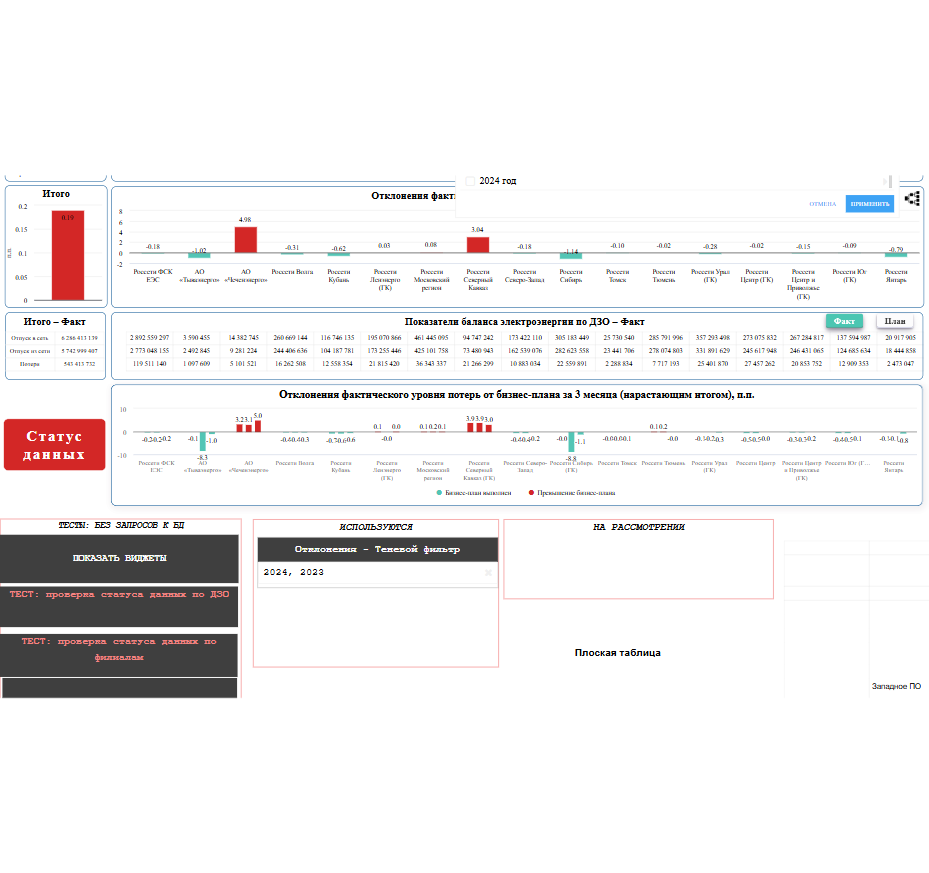 2024 год
ОТМЕНА
ПРИМЕНИТЬ
Итого
0.2
0.15
0.1
0.05
0
п.п.
0.19
Отклонения факти
8
6
4
2
0
-2
-0.18 -1.02 4.98 -0.31 -0.62 0.03 0.08 3.04 -0.18 -1.14 -0.10 -0.02 -0.28 -0.02 -0.15 -0.09 -0.79
Россети ФСК ЕЭС
АО «Тываэнерго»
АО «Чеченэнерго»
Россети Волга
Россети Кубань
Россети Ленэнерго (ГК)
Россети Московский регион
Россети Северный Кавказ
Россети Северо-Запад
Россети Сибирь (ГК)
Россети Томск
Россети Тюмень
Россети Урал (ГК)
Россети Центр (ГК)
Россети Центр и Приволжье (ГК)
Россети Юг (ГК)
Россети Янтарь
Итого – Факт
Отпуск в сеть 6 286 413 139
Отпуск из сети 5 742 999 407
Потери 543 413 732
Показатели баланса электроэнергии по ДЗО – Факт
Факт
План
2 892 559 297 3 590 455 14 382 745 260 669 144 116 746 135 195 070 866 461 445 095 94 747 242 173 422 110 305 183 449 25 730 540 285 791 996 357 293 498 273 075 832 267 284 817 137 594 987 20 917 905
2 773 048 155 2 492 845 9 281 224 244 406 636 104 187 781 173 255 446 425 101 758 73 480 943 162 539 076 282 623 558 23 441 706 278 074 803 331 891 629 245 617 948 246 431 065 124 685 634 18 444 858
119 511 140 1 097 609 5 101 521 16 262 508 12 558 354 21 815 420 36 343 337 21 266 299 10 883 034 22 559 891 2 288 834 7 717 193 25 401 870 27 457 262 20 853 752 12 909 353 2 473 047
Отклонения фактического уровня потерь от бизнес-плана за 3 месяца (нарастающим итогом), п.п.
10
0
-10
-0.2 -0.2 -0.2 -0.1 -8.3 -1.0 3.2 3.1 5.0 -0.4 -0.4 -0.3 -0.7 -0.6 -0.6 0.1 -0.0 0.0 0.1 0.2 0.1 3.9 3.9 3.0 -0.4 -0.4 -0.2 -0.0 -8.8 -1.1 -0.0 -0.0 -0.1 0.1 0.2 -0.0 -0.1 -0.2 -0.3 -0.5 -0.5 -0.0 -0.3 -0.3 -0.2 -0.4 -0.5 -0.1 -0.3 -0.1 -0.8
Россети ФСК ЕЭС
АО «Тываэнерго»
АО «Чеченэнерго»
Россети Волга
Россети Кубань
Россети Ленэнерго (ГК)
Россети Московский регион
Россети Северный Кавказ (ГК)
Россети Северо-Запад
Россети Сибирь (ГК)
Россети Томск
Россети Тюмень
Россети Урал (ГК)
Россети Центр
Россети Центр и Приволжье (ГК)
Россети Юг (Г…
Россети Янтарь
Бизнес-план выполнен
Превышение бизнес-плана
Статус
данных
ТЕСТЫ: БЕЗ ЗАПРОСОВ К БД
ПОКАЗАТЬ ВИДЖЕТЫ
ТЕСТ: проверка статуса данных по ДЗО
ТЕСТ: проверка статуса данных по
филиалам
ИСПОЛЬЗУЮТСЯ
Отклонения - Теневой фильтр
2024, 2023
НА РАССМОТРЕНИИ
Плоская таблица
Западное ПО